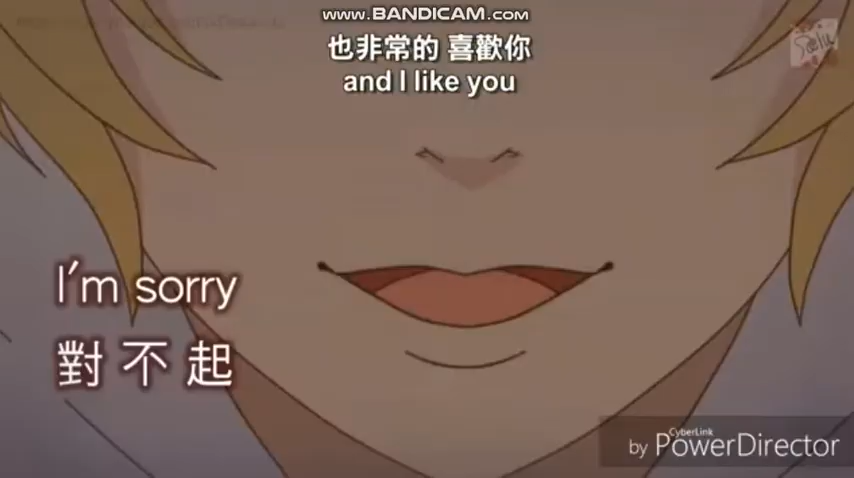 www.BANDICAM.com
也非常的 喜歡你
and I like you
I'm sorry
對不起
CyberLink
by PowerDirector